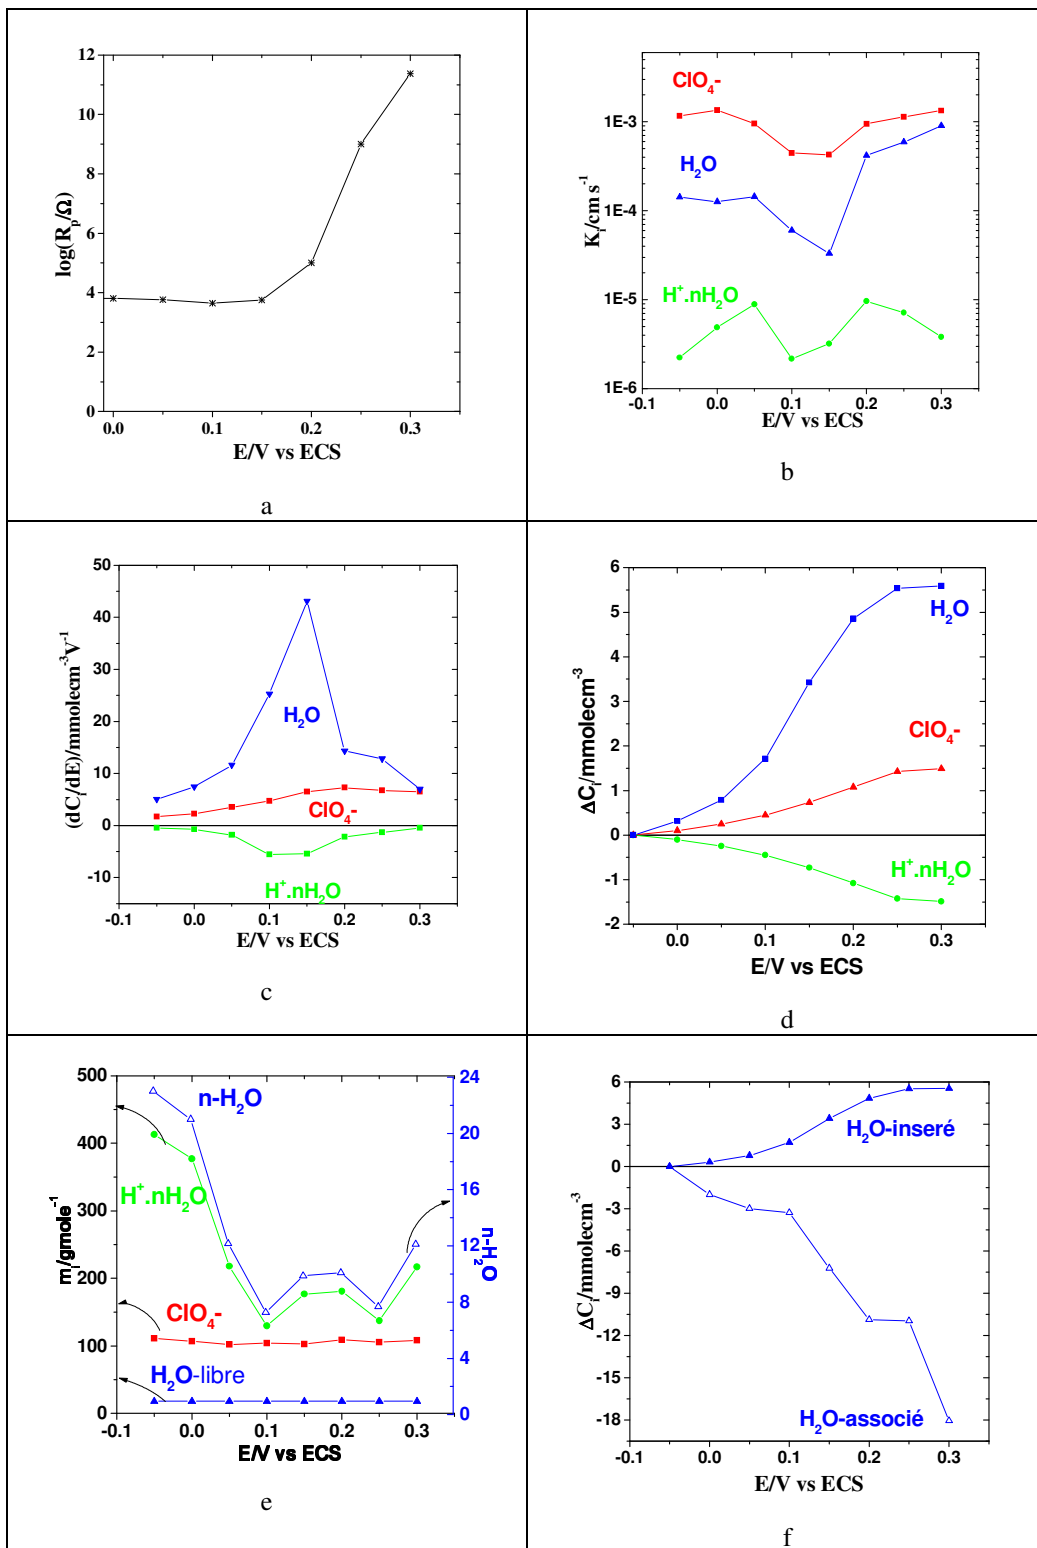 12
10
8
6
4
2
0
log(Rp/Ω)
0.0 0.1 0.2 0.3
E/V vs ECS
a
ClO4-
H2O
H+.nH2O
1E-3
1E-4
1E-5
1E-6
Ki/cm s-1
-0.1 0.0 0.1 0.2 0.3
E/V vs ECS
b
50
40
30
20
10
0
-10
(dCi/dE)/mmolecm-3V-1
H2O
ClO4-
H+.nH2O
-0.1 0.0 0.1 0.2 0.3
E/V vs ECS
c
6
5
4
3
2
1
0
-1
-2
ΔCi/mmolecm-3
H2O
ClO4-
H+.nH2O
0.0 0.1 0.2 0.3
E/V vs ECS
d
500
400
300
200
100
0
mi/gmole-1
24
20
16
12
8
4
0
n-H2O
n-H2O
H+.nH2O
ClO4-
H2O-libre
-0.1 0.0 0.1 0.2 0.3
E/V vs ECS
e
6
3
0
-3
-6
-9
-12
-15
-18
ΔCi/mmolecm-3
H2O-inseré
H2O-associé
-0.1 0.0 0.1 0.2 0.3
E/V vs ECS
f